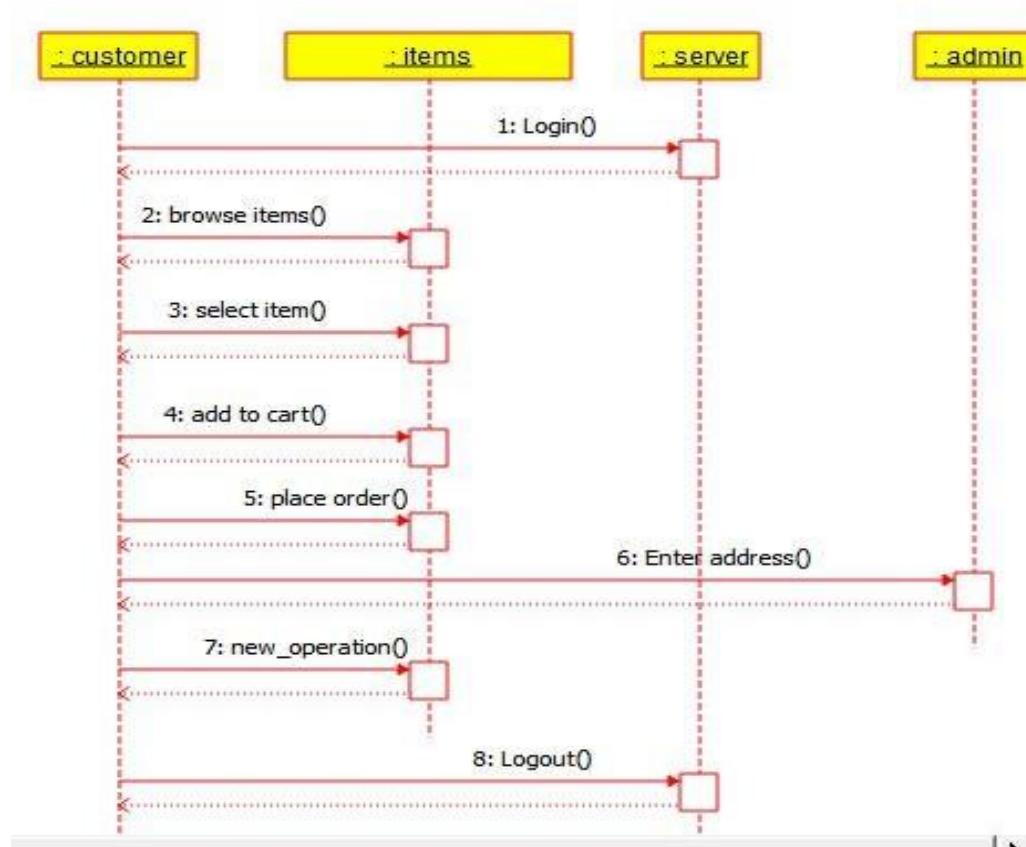 : customer
: items
: server
: admin
1: Login()
2: browse items()
3: select item()
4: add to cart()
5: place order()
6: Enter address()
7: new_operation()
8: Logout()